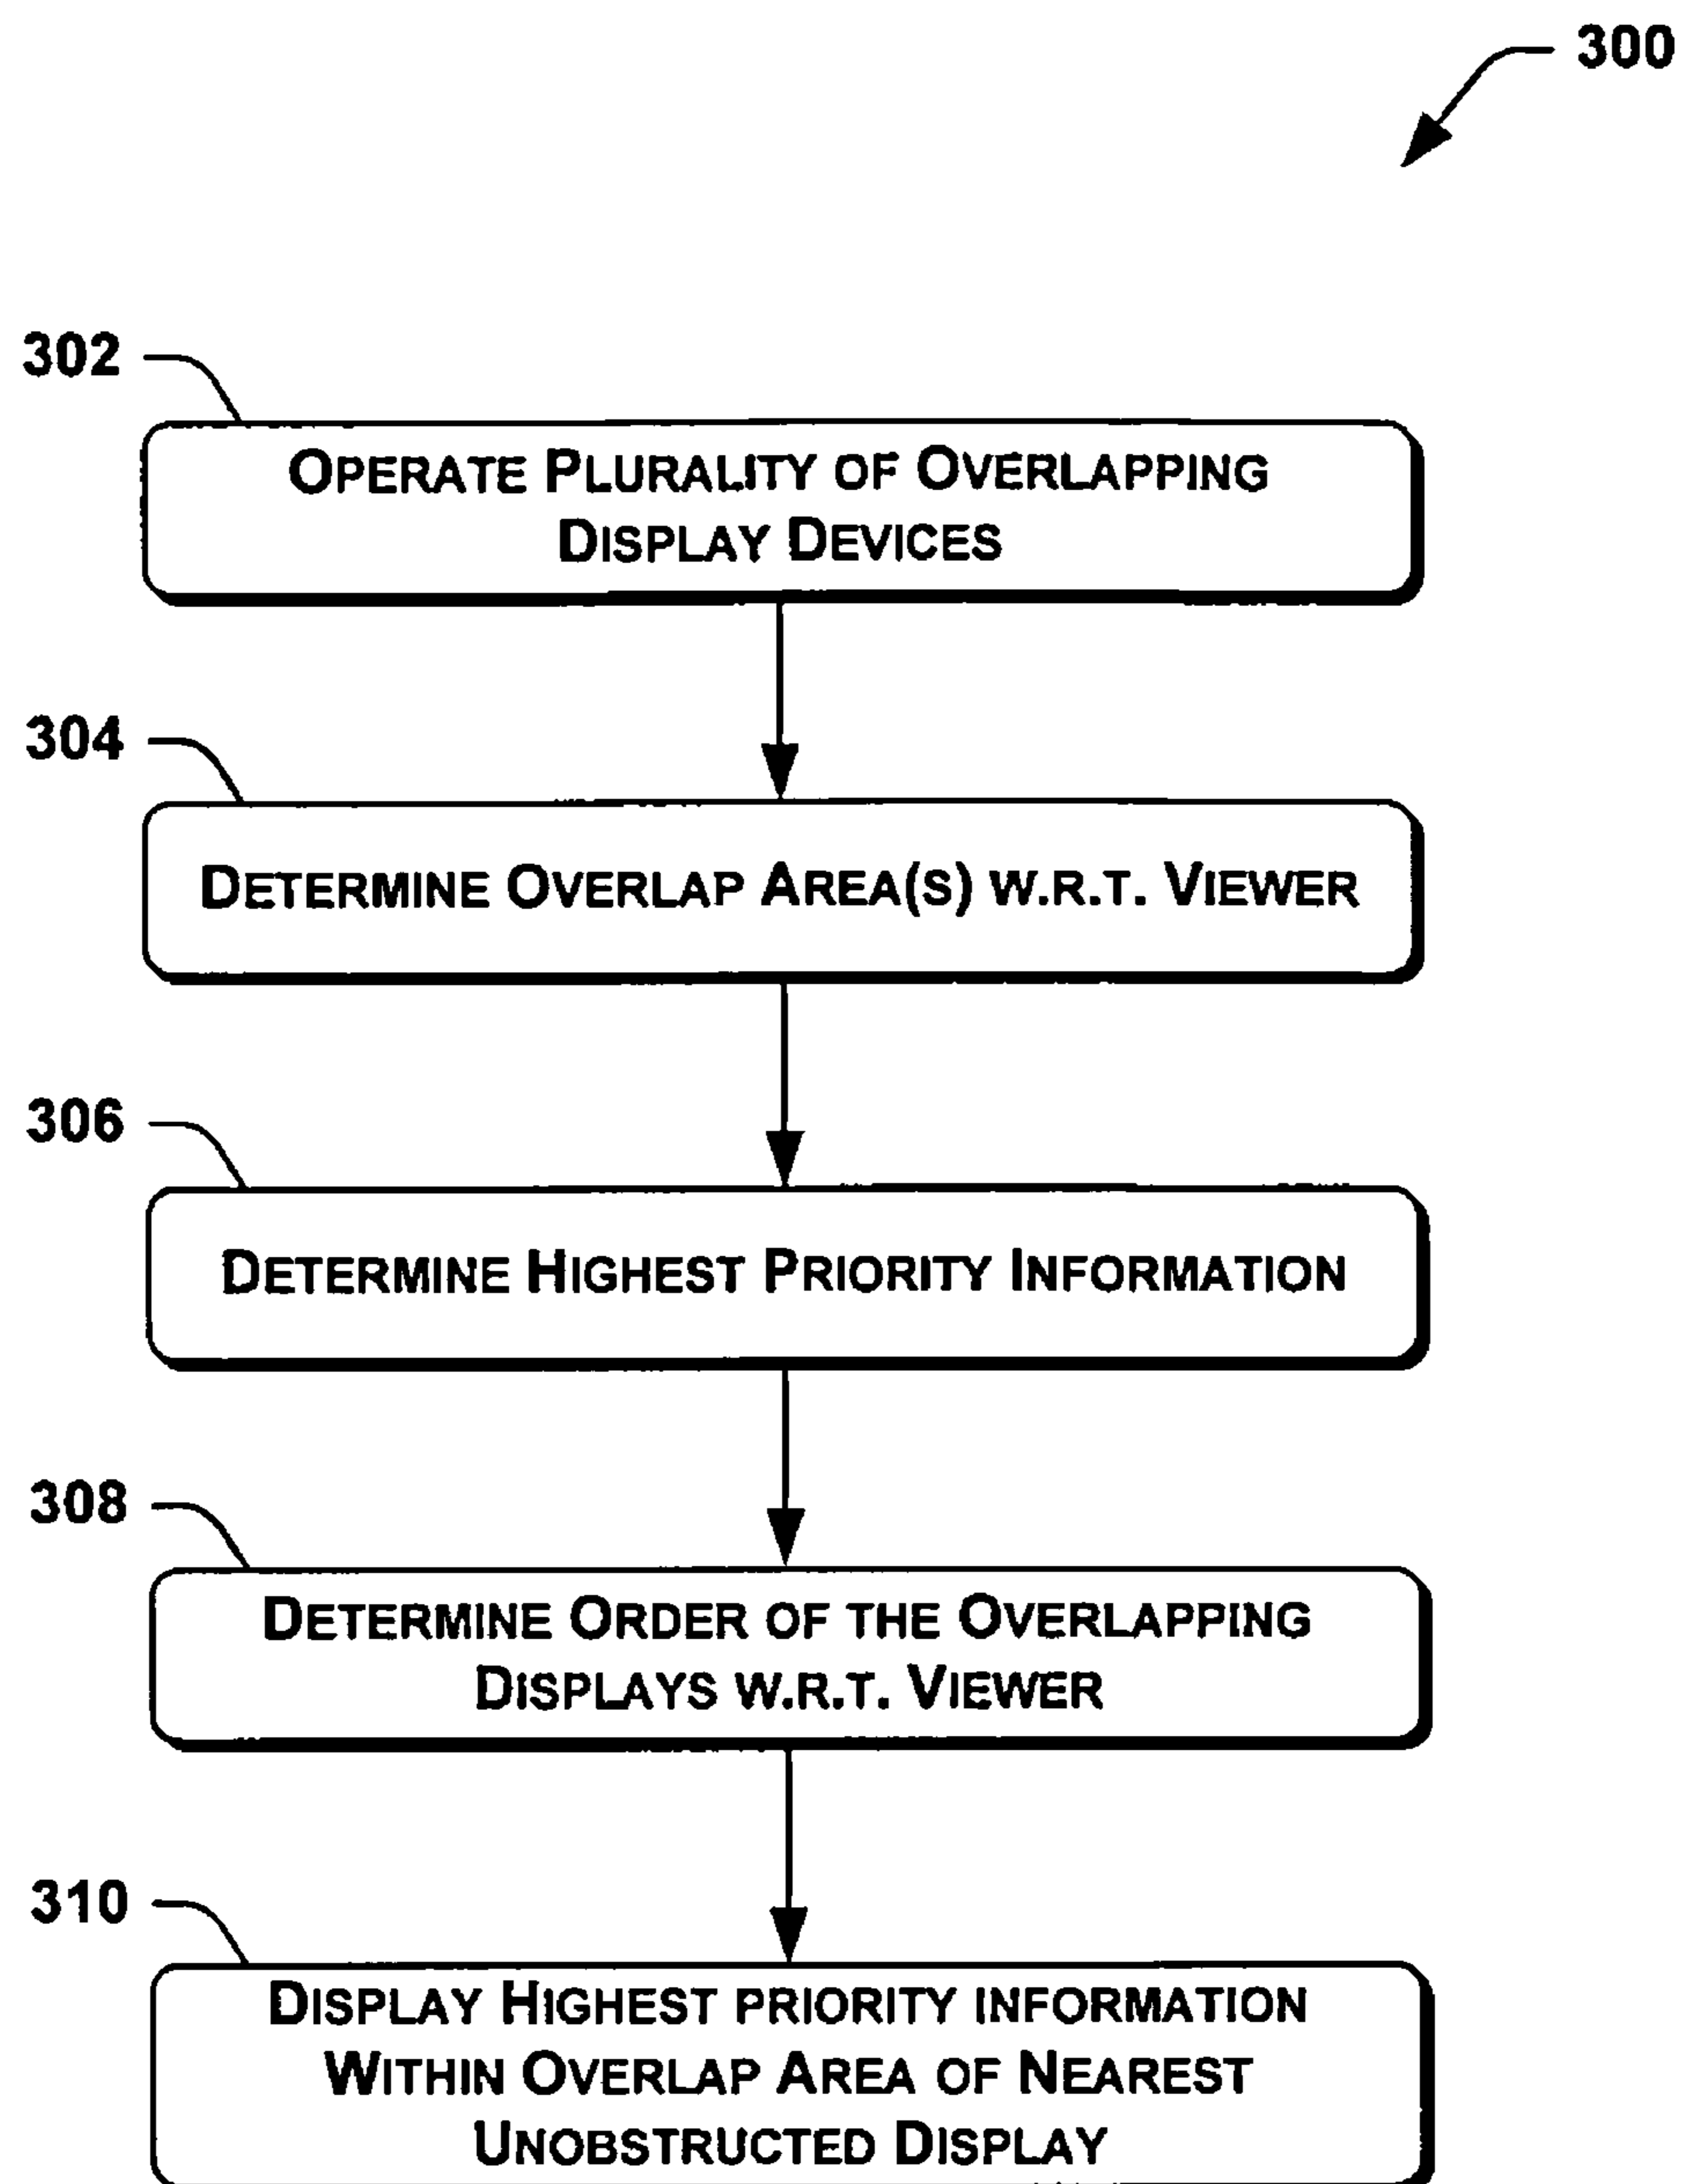 300
302
OPERATE PLURALITY OF OVERLAPPING
DISPLAY DEVICES
304
DETERMINE OVERLAP AREA(S) W.R.T. VIEWER
306
DETERMINE HIGHEST PRIORITY INFORMATION
308
DETERMINE ORDER OF THE OVERLAPPING
DISPLAYS W.R.T. VIEWER
310
DISPLAY HIGHEST PRIORITY INFORMATION
WITHIN OVERLAP AREA OF NEAREST
UNOBSTRUCTED DISPLAY